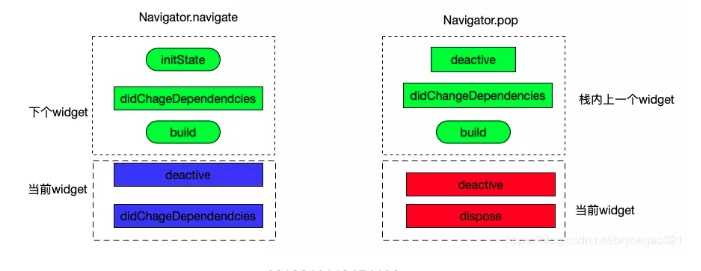 Navigator.navigate
initState
didChageDependendcies
下个widget
build
deactive
当前widget
didChageDependendcies
Navigator.pop
deactive
didChangeDependencies
栈内上一个widget
build
deactive
dispose
当前widget